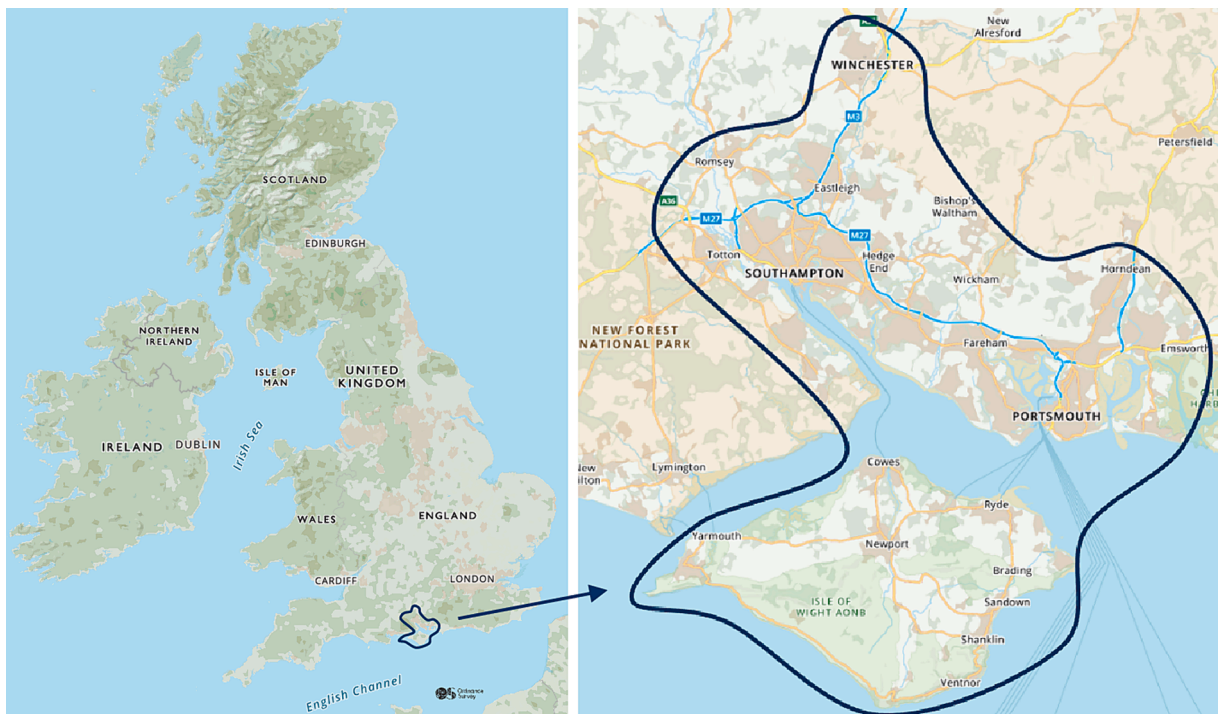 SCOTLAND
EDINBURGH
NORTHERN
IRELAND
ISLE OF
MAN
UNITED
KINGDOM
IRELAND
DUBLIN
Irish Sea
WALES
ENGLAND
CARDIFF
LONDON
English Channel
OS Ordnance
Survey
New
Alresford
WINCHESTER
M3
Petersfield
Romsey
Eastleigh
A36
Bishop's
Waltham
M27
M27
Totton
Hedge
End
SOUTHAMPTON
Wickham
Horndean
NEW FOREST
NATIONAL PARK
Fareham
Emsworth
PORTSMOUTH
Cowes
Lymington
New
Ryde
Yarmouth
Newport
Brading
ISLE OF
WIGHT AONB
Sandown
Shanklin
Ventnor